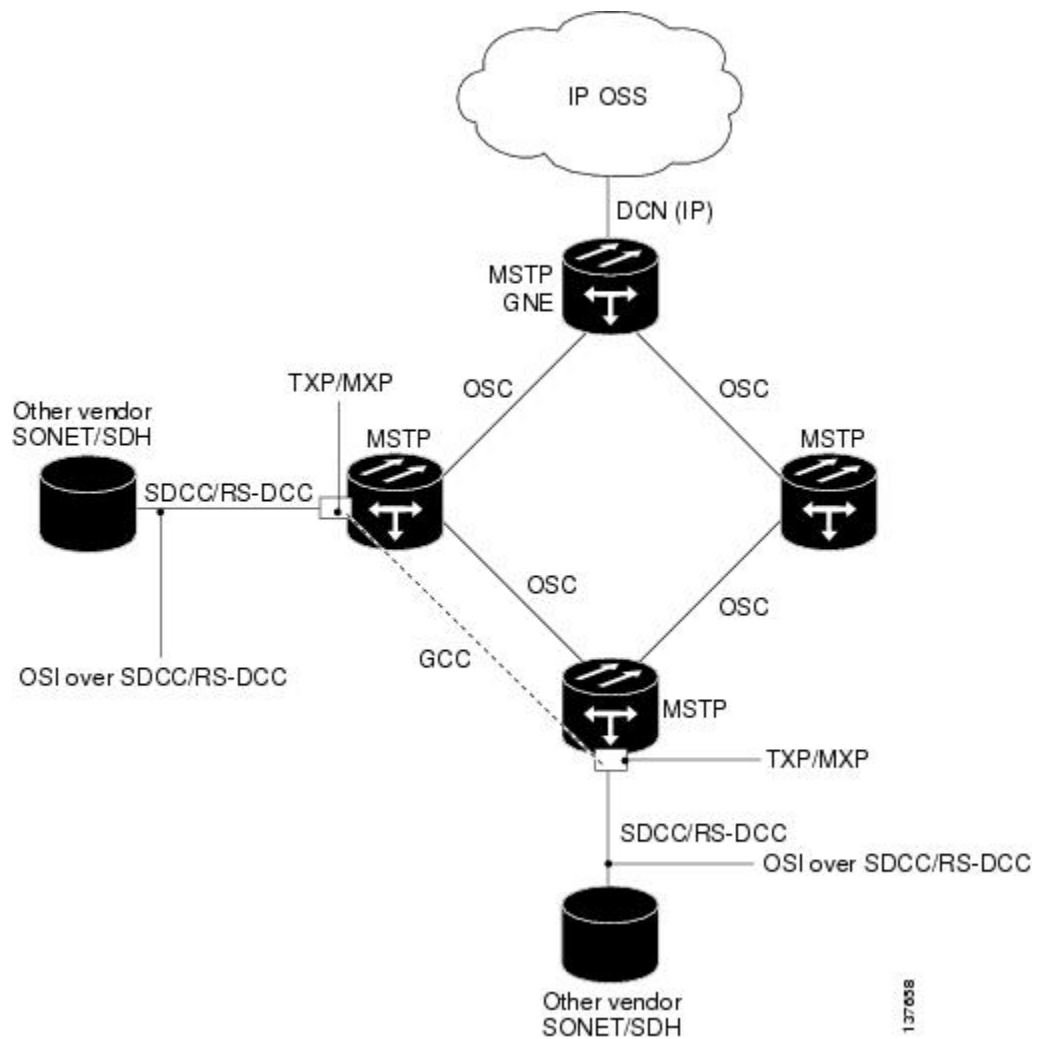 IP OSS
DCN (IP)
MSTP
GNE
OSC
OSC
TXP/MXP
Other vendor
SONET/SDH
MSTP
MSTP
SDCC/RS-DCC
OSC
OSC
GCC
OSI over SDCC/RS-DCC
MSTP
TXP/MXP
SDCC/RS-DCC
OSI over SDCC/RS-DCC
Other vendor
SONET/SDH
137658